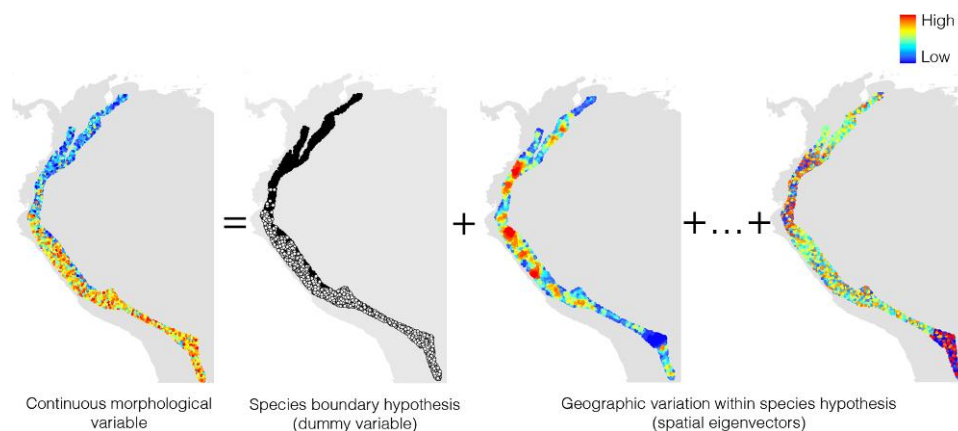 High
Low
=
+
+...+
Continuous morphological
variable
Species boundary hypothesis
(dummy variable)
Geographic variation within species hypothesis
(spatial eigenvectors)